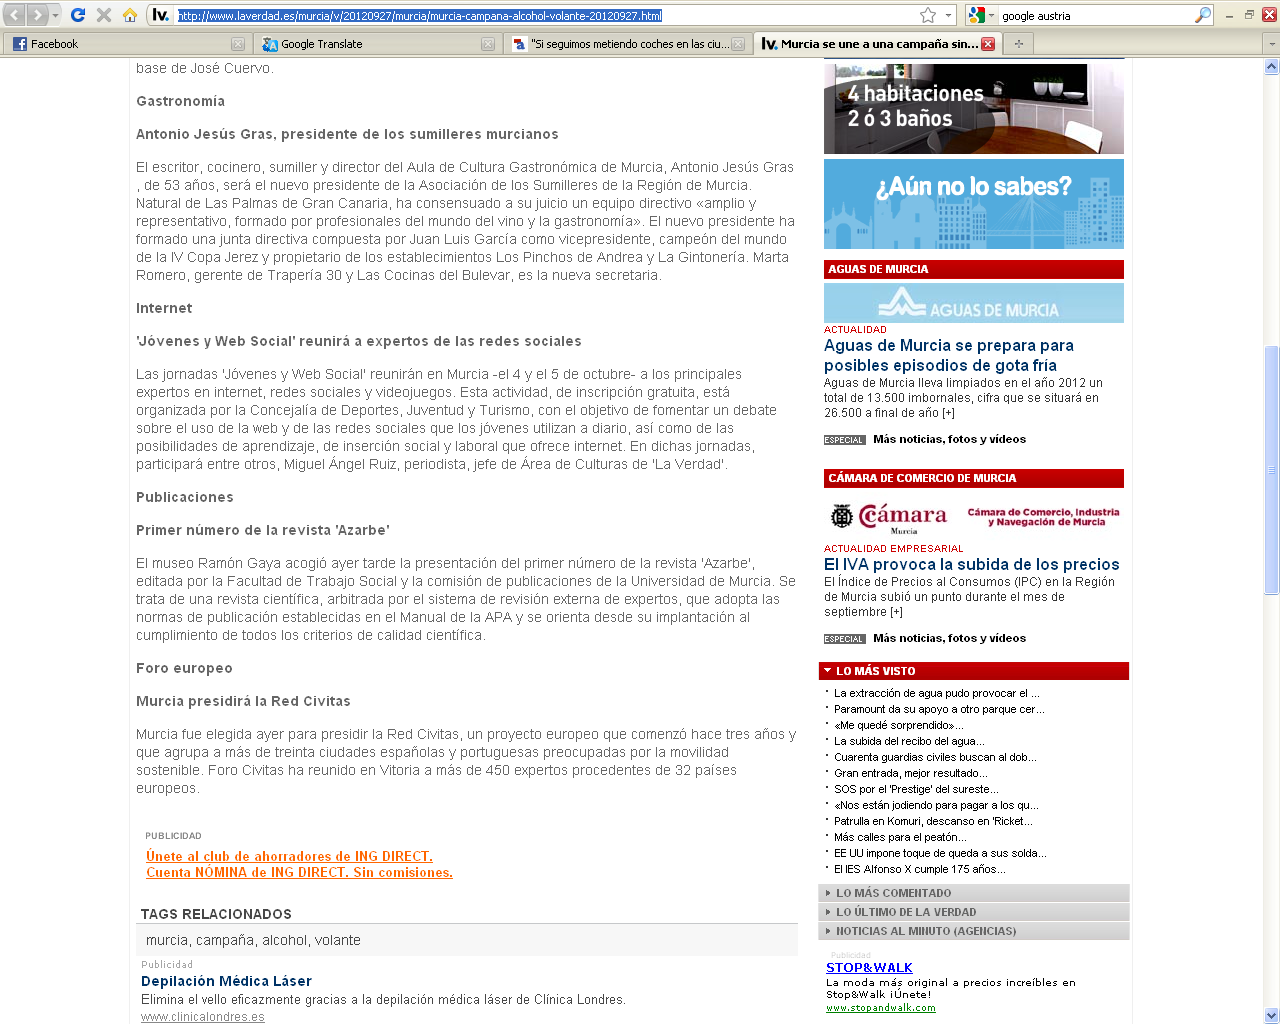 http://www.laverdad.es/murcia/v/20120927/murcia/murcia-campana-alcohol-volante-20120927.html
google austria
Facebook
Google Translate
"Si seguimos metiendo coches en las ciu...
lv. Murcia se une a una campaña sin...
base de José Cuervo.
Gastronomía
Antonio Jesús Gras, presidente de los sumilleres murcianos
El escritor, cocinero, sumiller y director del Aula de Cultura Gastronómica de Murcia, Antonio Jesús Gras
, de 53 años, será el nuevo presidente de la Asociación de los Sumilleres de la Región de Murcia.
Natural de Las Palmas de Gran Canaria, ha consensuado a su juicio un equipo directivo «amplio y
representativo, formado por profesionales del mundo del vino y la gastronomía». El nuevo presidente ha
formado una junta directiva compuesta por Juan Luis García como vicepresidente, campeón del mundo
de la IV Copa Jerez y propietario de los establecimientos Los Pinchos de Andrea y La Gintonería. Marta
Romero, gerente de Trapería 30 y Las Cocinas del Bulevar, es la nueva secretaria.
Internet
'Jóvenes y Web Social' reunirá a expertos de las redes sociales
Las jornadas 'Jóvenes y Web Social' reunirán en Murcia -el 4 y el 5 de octubre- a los principales
expertos en internet, redes sociales y videojuegos. Esta actividad, de inscripción gratuita, está
organizada por la Concejalía de Deportes, Juventud y Turismo, con el objetivo de fomentar un debate
sobre el uso de la web y de las redes sociales que los jóvenes utilizan a diario, así como de las
posibilidades de aprendizaje, de inserción social y laboral que ofrece internet. En dichas jornadas,
participará entre otros, Miguel Ángel Ruiz, periodista, jefe de Área de Culturas de 'La Verdad'.
Publicaciones
Primer número de la revista 'Azarbe'
El museo Ramón Gaya acogió ayer tarde la presentación del primer número de la revista 'Azarbe',
editada por la Facultad de Trabajo Social y la comisión de publicaciones de la Universidad de Murcia. Se
trata de una revista científica, arbitrada por el sistema de revisión externa de expertos, que adopta las
normas de publicación establecidas en el Manual de la APA y se orienta desde su implantación al
cumplimiento de todos los criterios de calidad científica.
Foro europeo
Murcia presidirá la Red Civitas
Murcia fue elegida ayer para presidir la Red Civitas, un proyecto europeo que comenzó hace tres años y
que agrupa a más de treinta ciudades españolas y portuguesas preocupadas por la movilidad
sostenible. Foro Civitas ha reunido en Vitoria a más de 450 expertos procedentes de 32 países
europeos.
PUBLICIDAD
Únete al club de ahorradores de ING DIRECT.
Cuenta NÓMINA de ING DIRECT. Sin comisiones.
TAGS RELACIONADOS
murcia, campaña, alcohol, volante
Publicidad
Depilación Médica Láser
Elimina el vello eficazmente gracias a la depilación médica láser de Clínica Londres.
www.clinicalondres.es
4 habitaciones
2 ó 3 baños
¿Aún no lo sabes?
AGUAS DE MURCIA
AGUAS DE MURCIA
ACTUALIDAD
Aguas de Murcia se prepara para
posibles episodios de gota fría
Aguas de Murcia lleva limpiados en el año 2012 un
total de 13.500 imbornales, cifra que se situará en
26.500 a final de año [+]
ESPECIAL Más noticias, fotos y vídeos
CÁMARA DE COMERCIO DE MURCIA
Cámara
Murcia
Cámara de Comercio, Industria
y Navegación de Murcia
ACTUALIDAD EMPRESARIAL
El IVA provoca la subida de los precios
El Índice de Precios al Consumos (IPC) en la Región
de Murcia subió un punto durante el mes de
septiembre [+]
ESPECIAL Más noticias, fotos y vídeos
LO MÁS VISTO
La extracción de agua pudo provocar el ...
Paramount da su apoyo a otro parque cer...
«Me quedé sorprendido»...
La subida del recibo del agua...
Cuarenta guardias civiles buscan al dob...
Gran entrada, mejor resultado...
SOS por el 'Prestige' del sureste...
«Nos están jodiendo para pagar a los qu...
Patrulla en Komuri, descanso en 'Ricket...
Más calles para el peatón...
EE UU impone toque de queda a sus solda...
El IES Alfonso X cumple 175 años...
LO MÁS COMENTADO
LO ÚLTIMO DE LA VERDAD
NOTICIAS AL MINUTO (AGENCIAS)
Publicidad
STOP&WALK
La moda más original a precios increíbles en
Stop&Walk ¡Únete!
www.stopandwalk.com